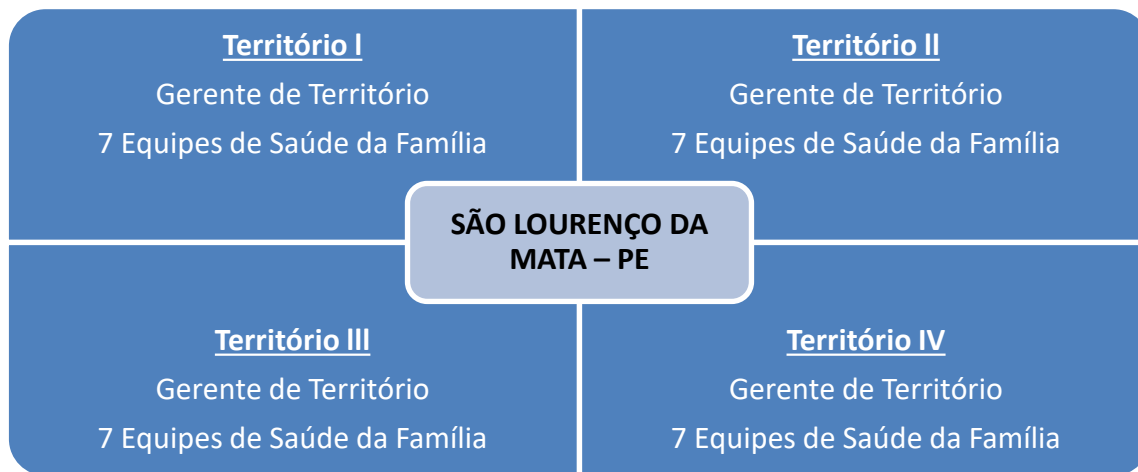 Território l
Gerente de Território
7 Equipes de Saúde da Família
Território ll
Gerente de Território
7 Equipes de Saúde da Família
SÃO LOURENÇO DA
MATA – PE
Território lll
Gerente de Território
7 Equipes de Saúde da Família
Território IV
Gerente de Território
7 Equipes de Saúde da Família